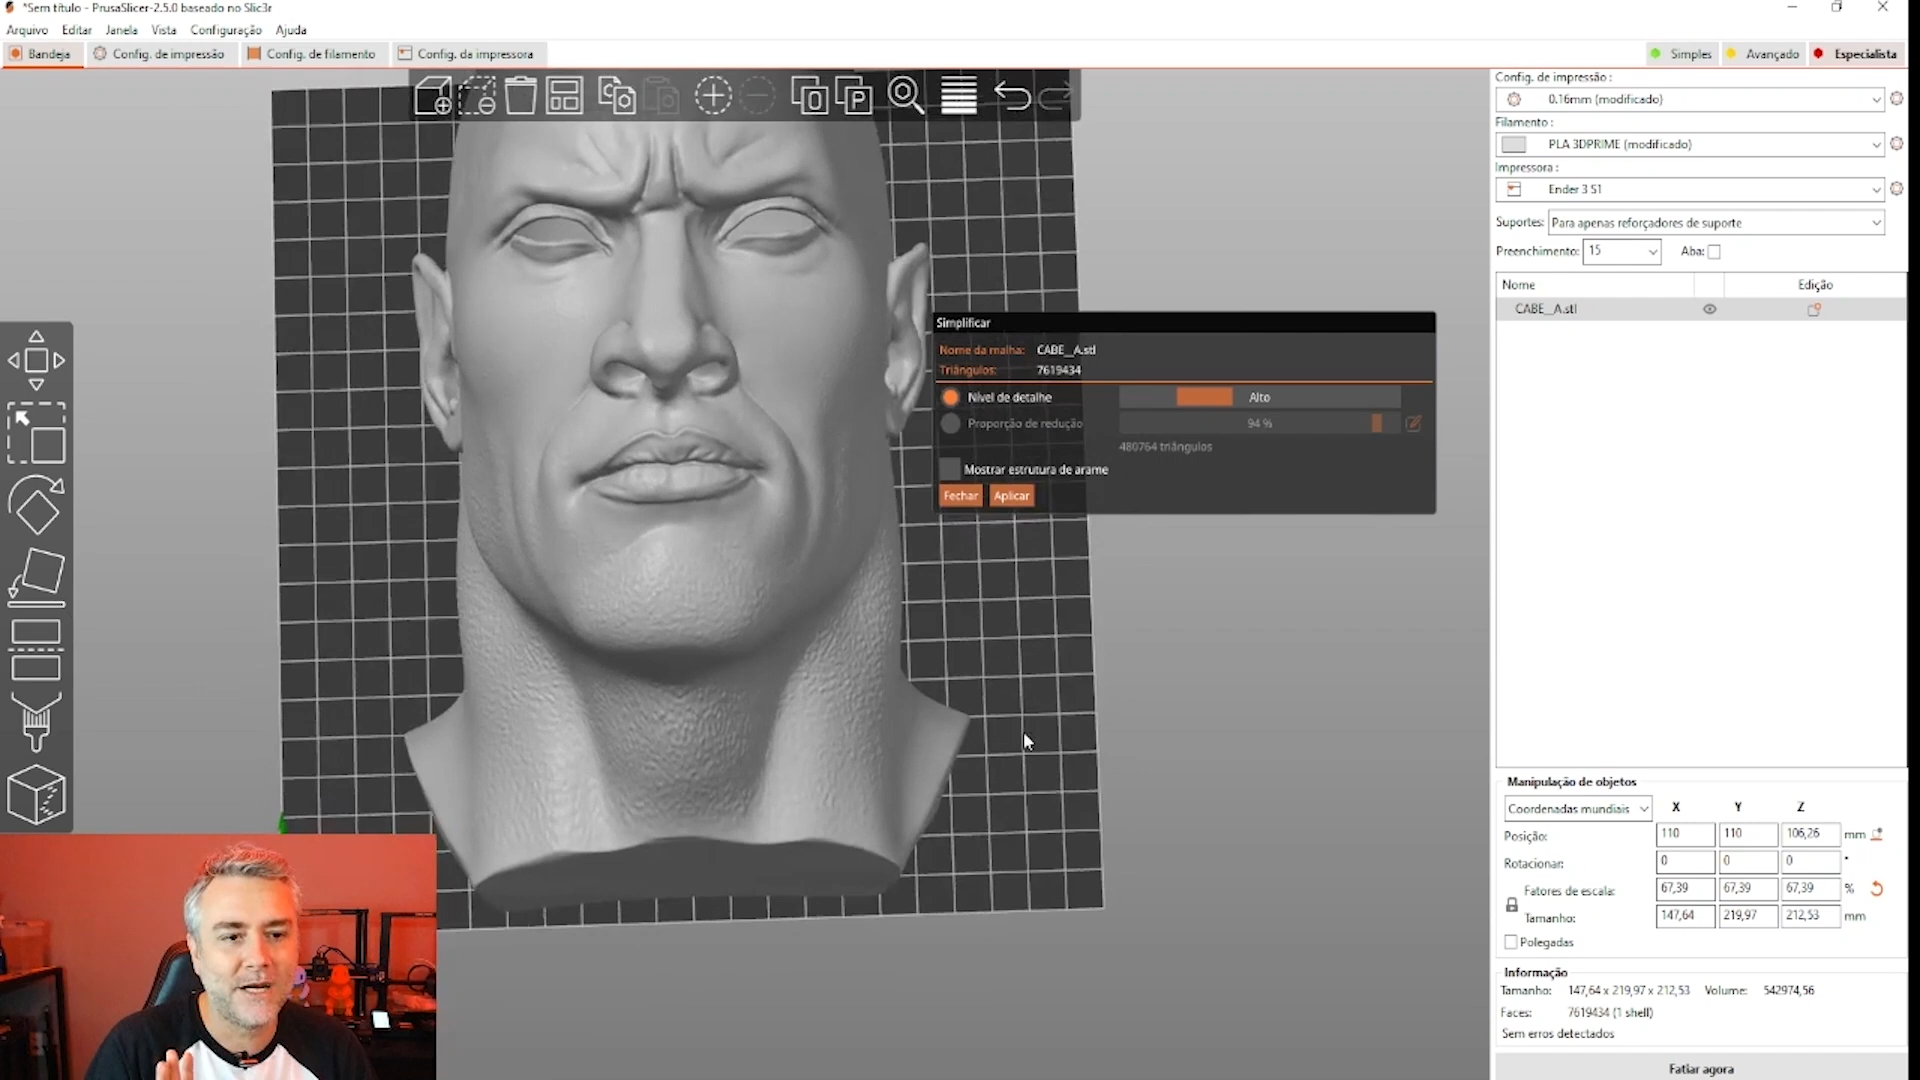 *Sem título - PrusaSlicer-2.5.0 baseado no Slic3r
Arquivo Editar Janela Vista Configuração Ajuda
Bandeja Config. de impressão Config. de filamento Config. da impressora Simples Avançado Especialista
Config. de impressão :
0.16mm (modificado)
Filamento :
PLA 3DPRIME (modificado)
Impressora :
Ender 3 S1
Suportes: Para apenas reforçadores de suporte
Preenchimento: 15 Aba:
Nome Edição
CABE__A.stl
Simplificar
Nome da malha: CABE__A.stl
Triângulos: 7619434
Nível de detalhe Alto
Proporção de redução 94 %
480764 triângulos
Mostrar estrutura de arame
Fechar Aplicar
Manipulação de objetos
Coordenadas mundiais X Y Z
Posição: 110 110 106,26 mm
Rotacionar: 0 0 0 °
Fatores de escala: 67,39 67,39 67,39 %
Tamanho: 147,64 219,97 212,53 mm
Polegadas
Informação
Tamanho: 147,64 x 219,97 x 212,53 Volume: 542974,56
Faces: 7619434 (1 shell)
Sem erros detectados
Fatiar agora